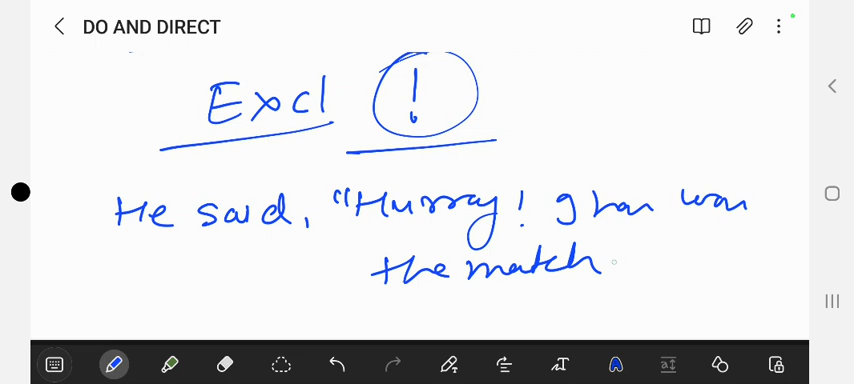 DO AND DIRECT
Excl !
He said, "Hurray! I have won
the match